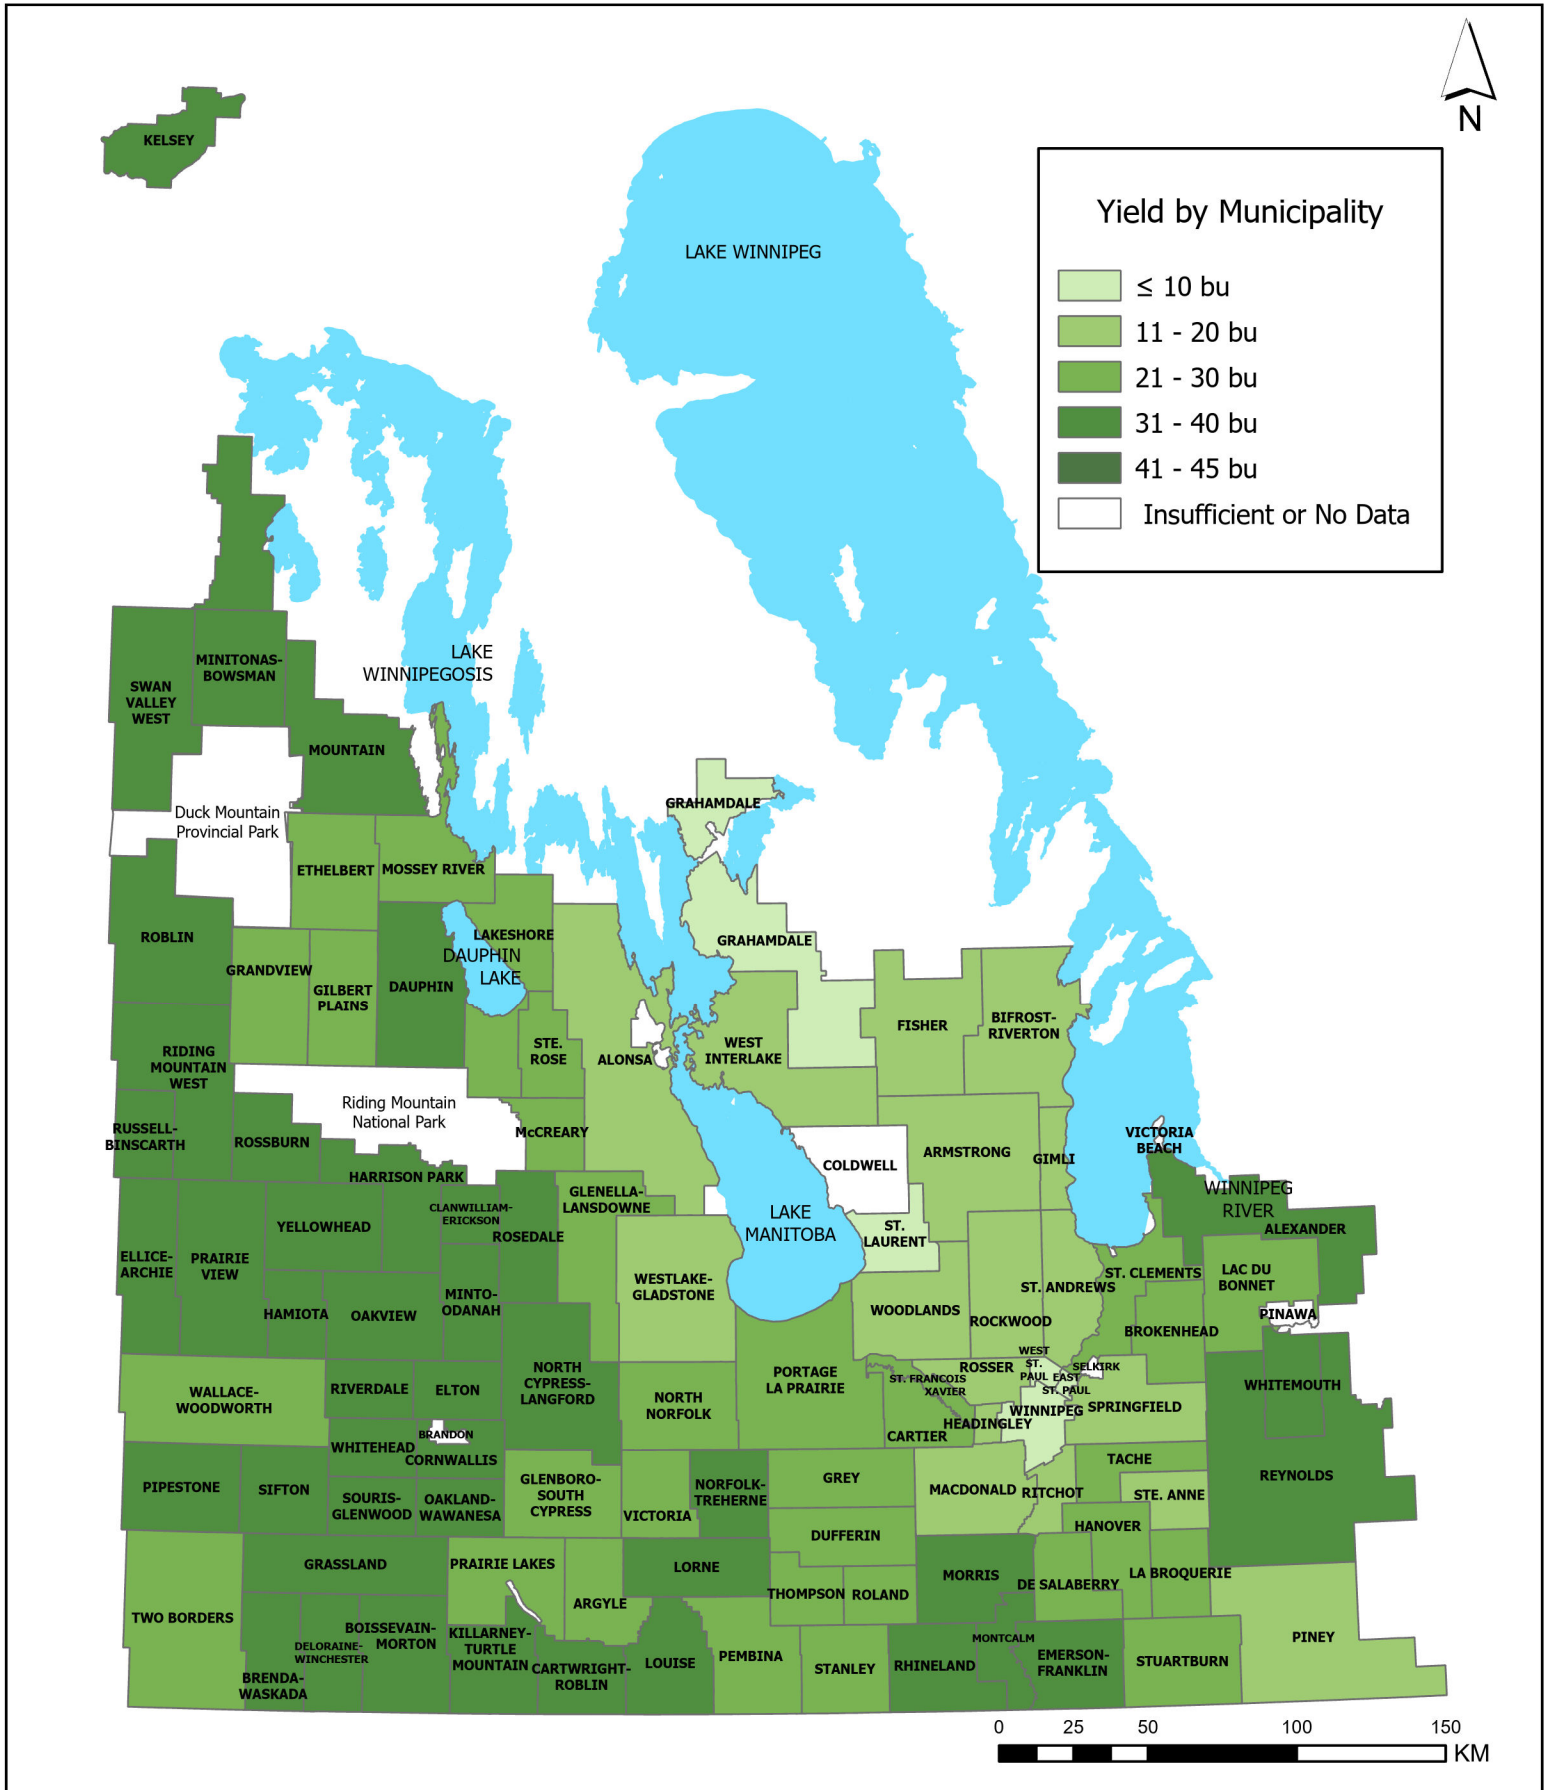 N
KELSEY
LAKE WINNIPEG
Yield by Municipality
≤ 10 bu
11 - 20 bu
21 - 30 bu
31 - 40 bu
41 - 45 bu
Insufficient or No Data
LAKE
WINNIPEGOSIS
MINITONAS-
BOWSMAN
SWAN
VALLEY
WEST
MOUNTAIN
Duck Mountain
Provincial Park
GRAHAMDALE
ETHELBERT
MOSSEY RIVER
ROBLIN
LAKESHORE
DAUPHIN
LAKE
GRAHAMDALE
GRANDVIEW
GILBERT
PLAINS
DAUPHIN
STE.
ROSE
ALONSA
WEST
INTERLAKE
FISHER
BIFROST-
RIVERTON
RIDING
MOUNTAIN
WEST
Riding Mountain
National Park
RUSSELL-
BINSCARTH
ROSSBURN
McCREARY
HARRISON PARK
COLDWELL
ARMSTRONG
GIMLI
VICTORIA
BEACH
WINNIPEG
RIVER
ALEXANDER
CLANWILLIAM-
ERICKSON
ROSEDALE
GLENELLA-
LANSDOWNE
LAKE
MANITOBA
ST.
LAURENT
YELLOWHEAD
ELLICE-
ARCHIE
PRAIRIE
VIEW
HAMIOTA
OAKVIEW
MINTO-
ODANAH
WESTLAKE-
GLADSTONE
WOODLANDS
ROCKWOOD
ST. ANDREWS
ST. CLEMENTS
LAC DU
BONNET
PINAWA
BROKENHEAD
WALLACE-
WOODWORTH
RIVERDALE
ELTON
NORTH
CYPRESS-
LANGFORD
NORTH
NORFOLK
PORTAGE
LA PRAIRIE
ST. FRANCOIS
XAVIER
ROSSER
WEST
ST.
PAUL
EAST
ST. PAUL
SELKIRK
WHITEMOUTH
WINNIPEG
SPRINGFIELD
HEADINGLEY
CARTIER
WHITEHEAD
BRANDON
CORNWALLIS
PIPESTONE
SIFTON
SOURIS-
GLENWOOD
OAKLAND-
WAWANESA
GLENBORO-
SOUTH
CYPRESS
VICTORIA
NORFOLK-
TREHERNE
GREY
MACDONALD
RITCHOT
TACHE
STE. ANNE
REYNOLDS
HANOVER
DUFFERIN
GRASSLAND
PRAIRIE LAKES
ARGYLE
LORNE
THOMPSON
ROLAND
MORRIS
DE SALABERRY
LA BROQUERIE
TWO BORDERS
BRENDA-
WASKADA
DELORAINE-
WINCHESTER
BOISSEVAIN-
MORTON
KILLARNEY-
TURTLE
MOUNTAIN
CARTWRIGHT-
ROBLIN
LOUISE
PEMBINA
STANLEY
RHINELAND
MONTCALM
EMERSON-
FRANKLIN
STUARTBURN
PINEY
0 25 50 100 150
KM